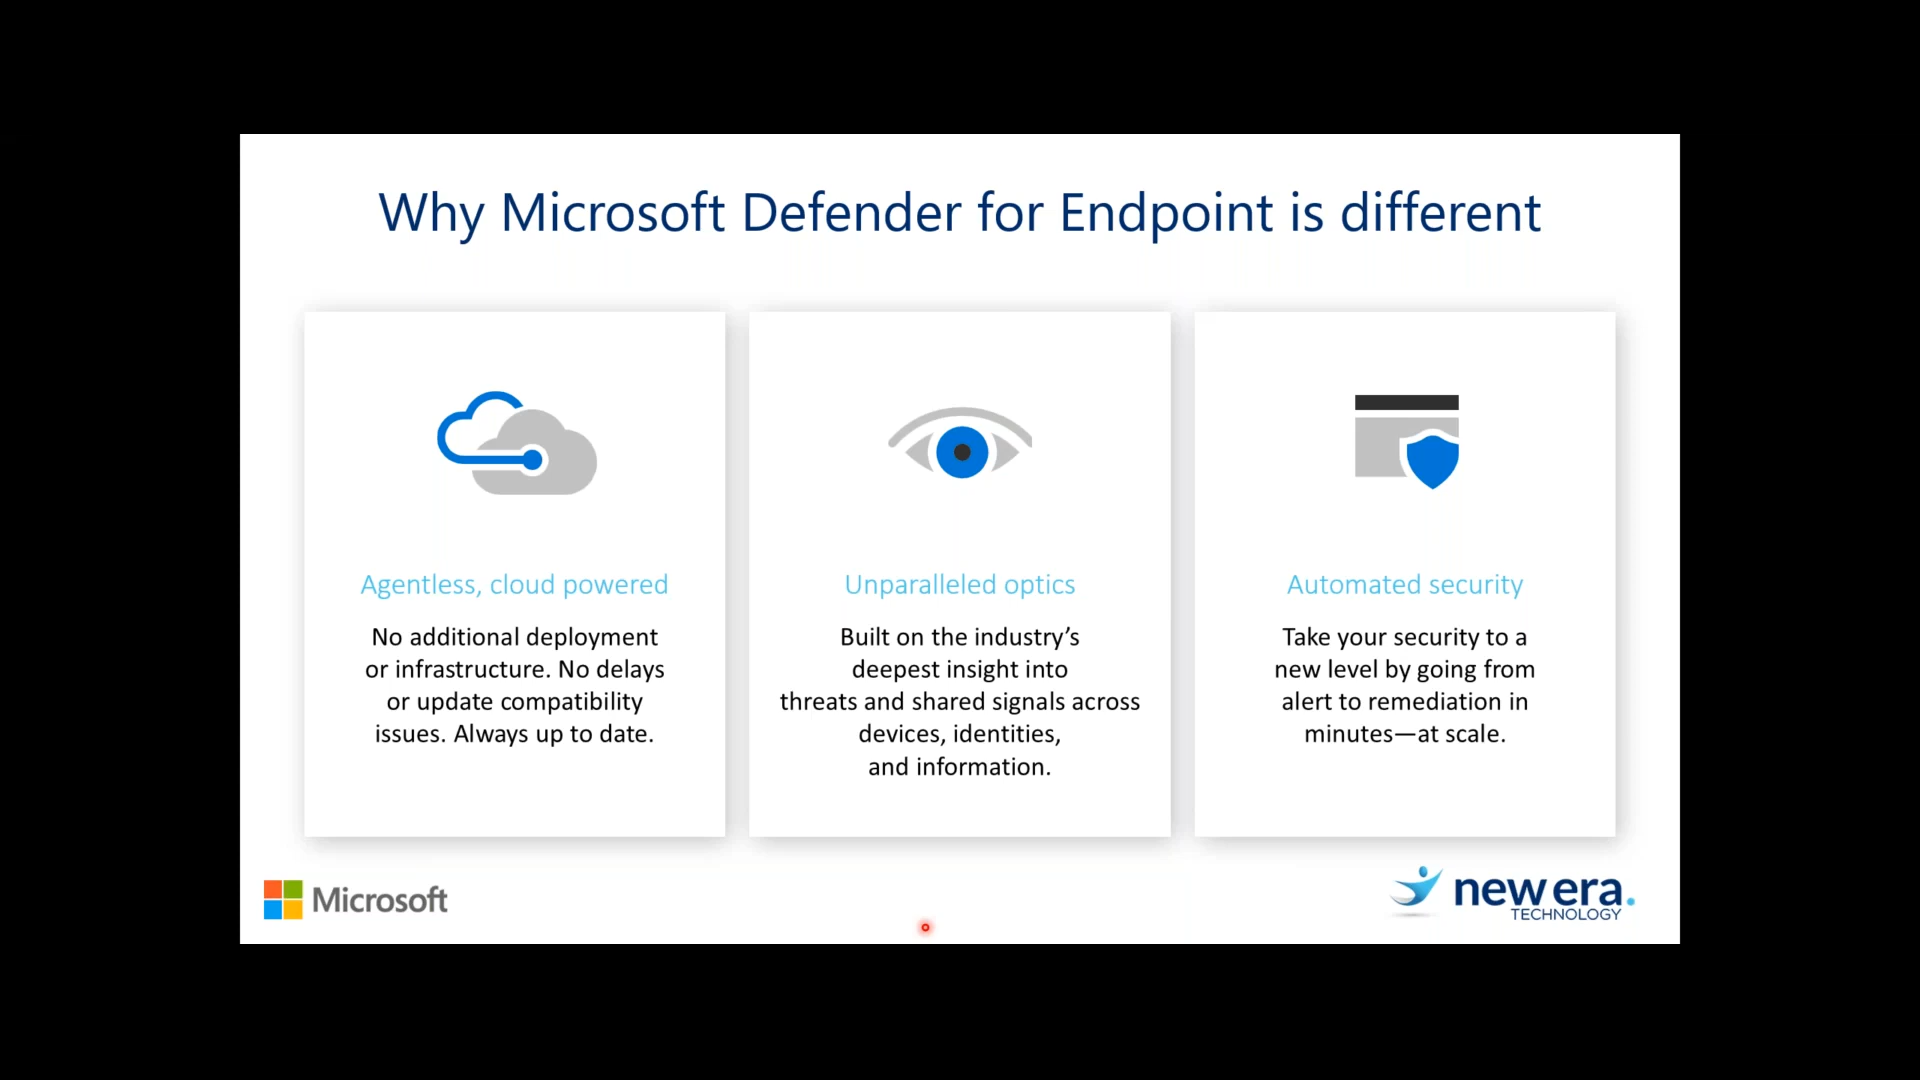 Why Microsoft Defender for Endpoint is different
Agentless, cloud powered
No additional deployment
or infrastructure. No delays
or update compatibility
issues. Always up to date.
Unparalleled optics
Built on the industry’s
deepest insight into
threats and shared signals across
devices, identities,
and information.
Automated security
Take your security to a
new level by going from
alert to remediation in
minutes—at scale.
Microsoft
new era.
TECHNOLOGY